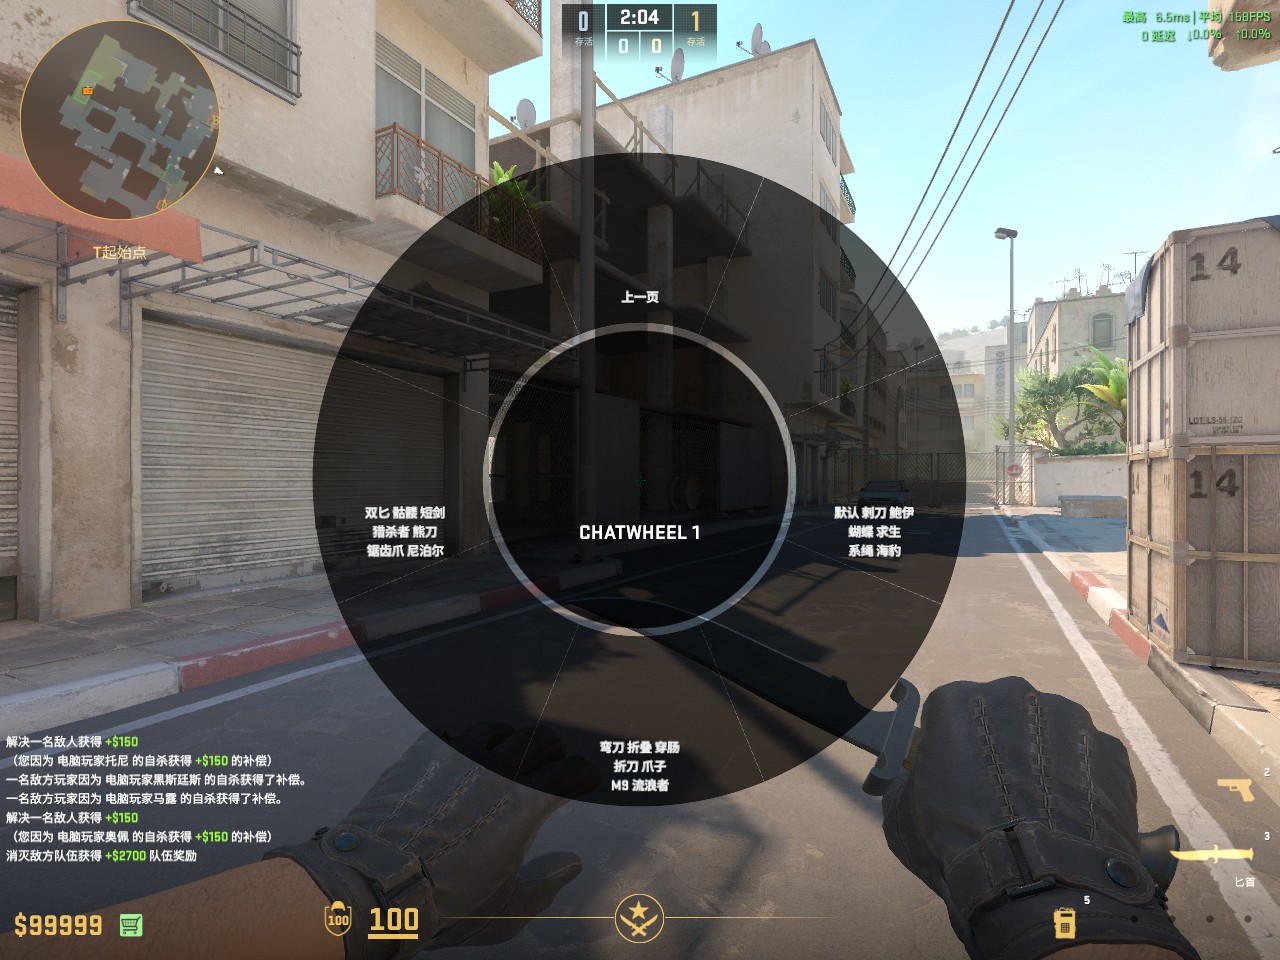 0
2:04
1
存活
0
0
存活
最高 6.5ms | 平均 158FPS
0 延迟 ↓0.0% ↑0.0%
B
A
T起始点
14
LOT LS-56-12C
14
上一页
双匕 骷髅 短剑
猎杀者 熊刀
锯齿爪 尼泊尔
CHATWHEEL 1
默认 刺刀 鲍伊
蝴蝶 求生
系绳 海豹
弯刀 折叠 穿肠
折刀 爪子
M9 流浪者
解决一名敌人获得 +$150
（您因为 电脑玩家托尼 的自杀获得 +$150 的补偿）
一名敌方玩家因为 电脑玩家黑斯廷斯 的自杀获得了补偿。
一名敌方玩家因为 电脑玩家马露 的自杀获得了补偿。
解决一名敌人获得 +$150
（您因为 电脑玩家奥佩 的自杀获得 +$150 的补偿）
消灭敌方队伍获得 +$2700 队伍奖励
2
3
匕首
5
$99999
100
100